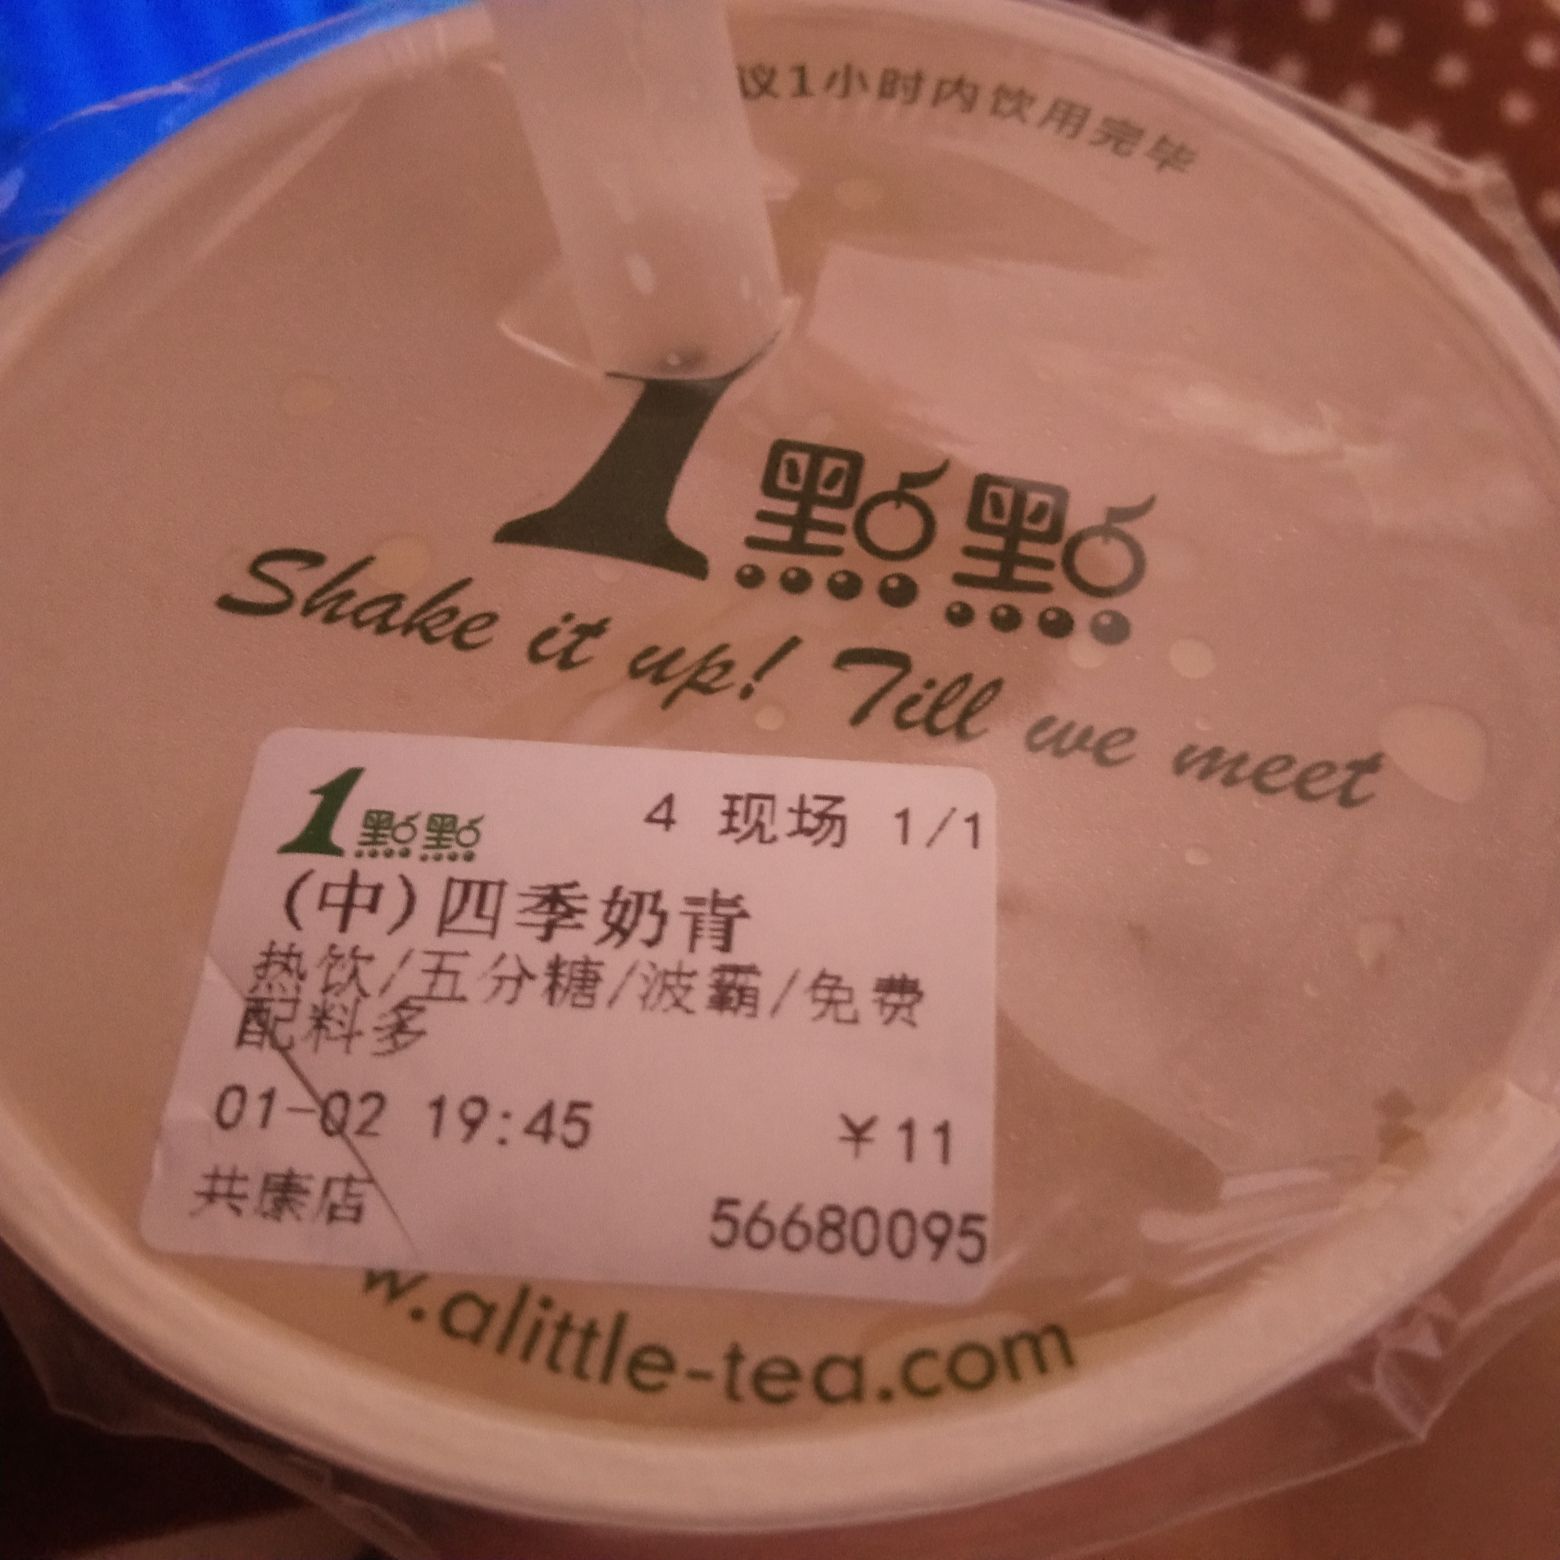 议1小时内饮用完毕
1點點
Shake it up! Till we meet
1點點 4 现场 1/1
(中)四季奶青
热饮/五分糖/波霸/免费
配料多
01-02 19:45 ¥11
共康店 56680095
w.alittle-tea.com